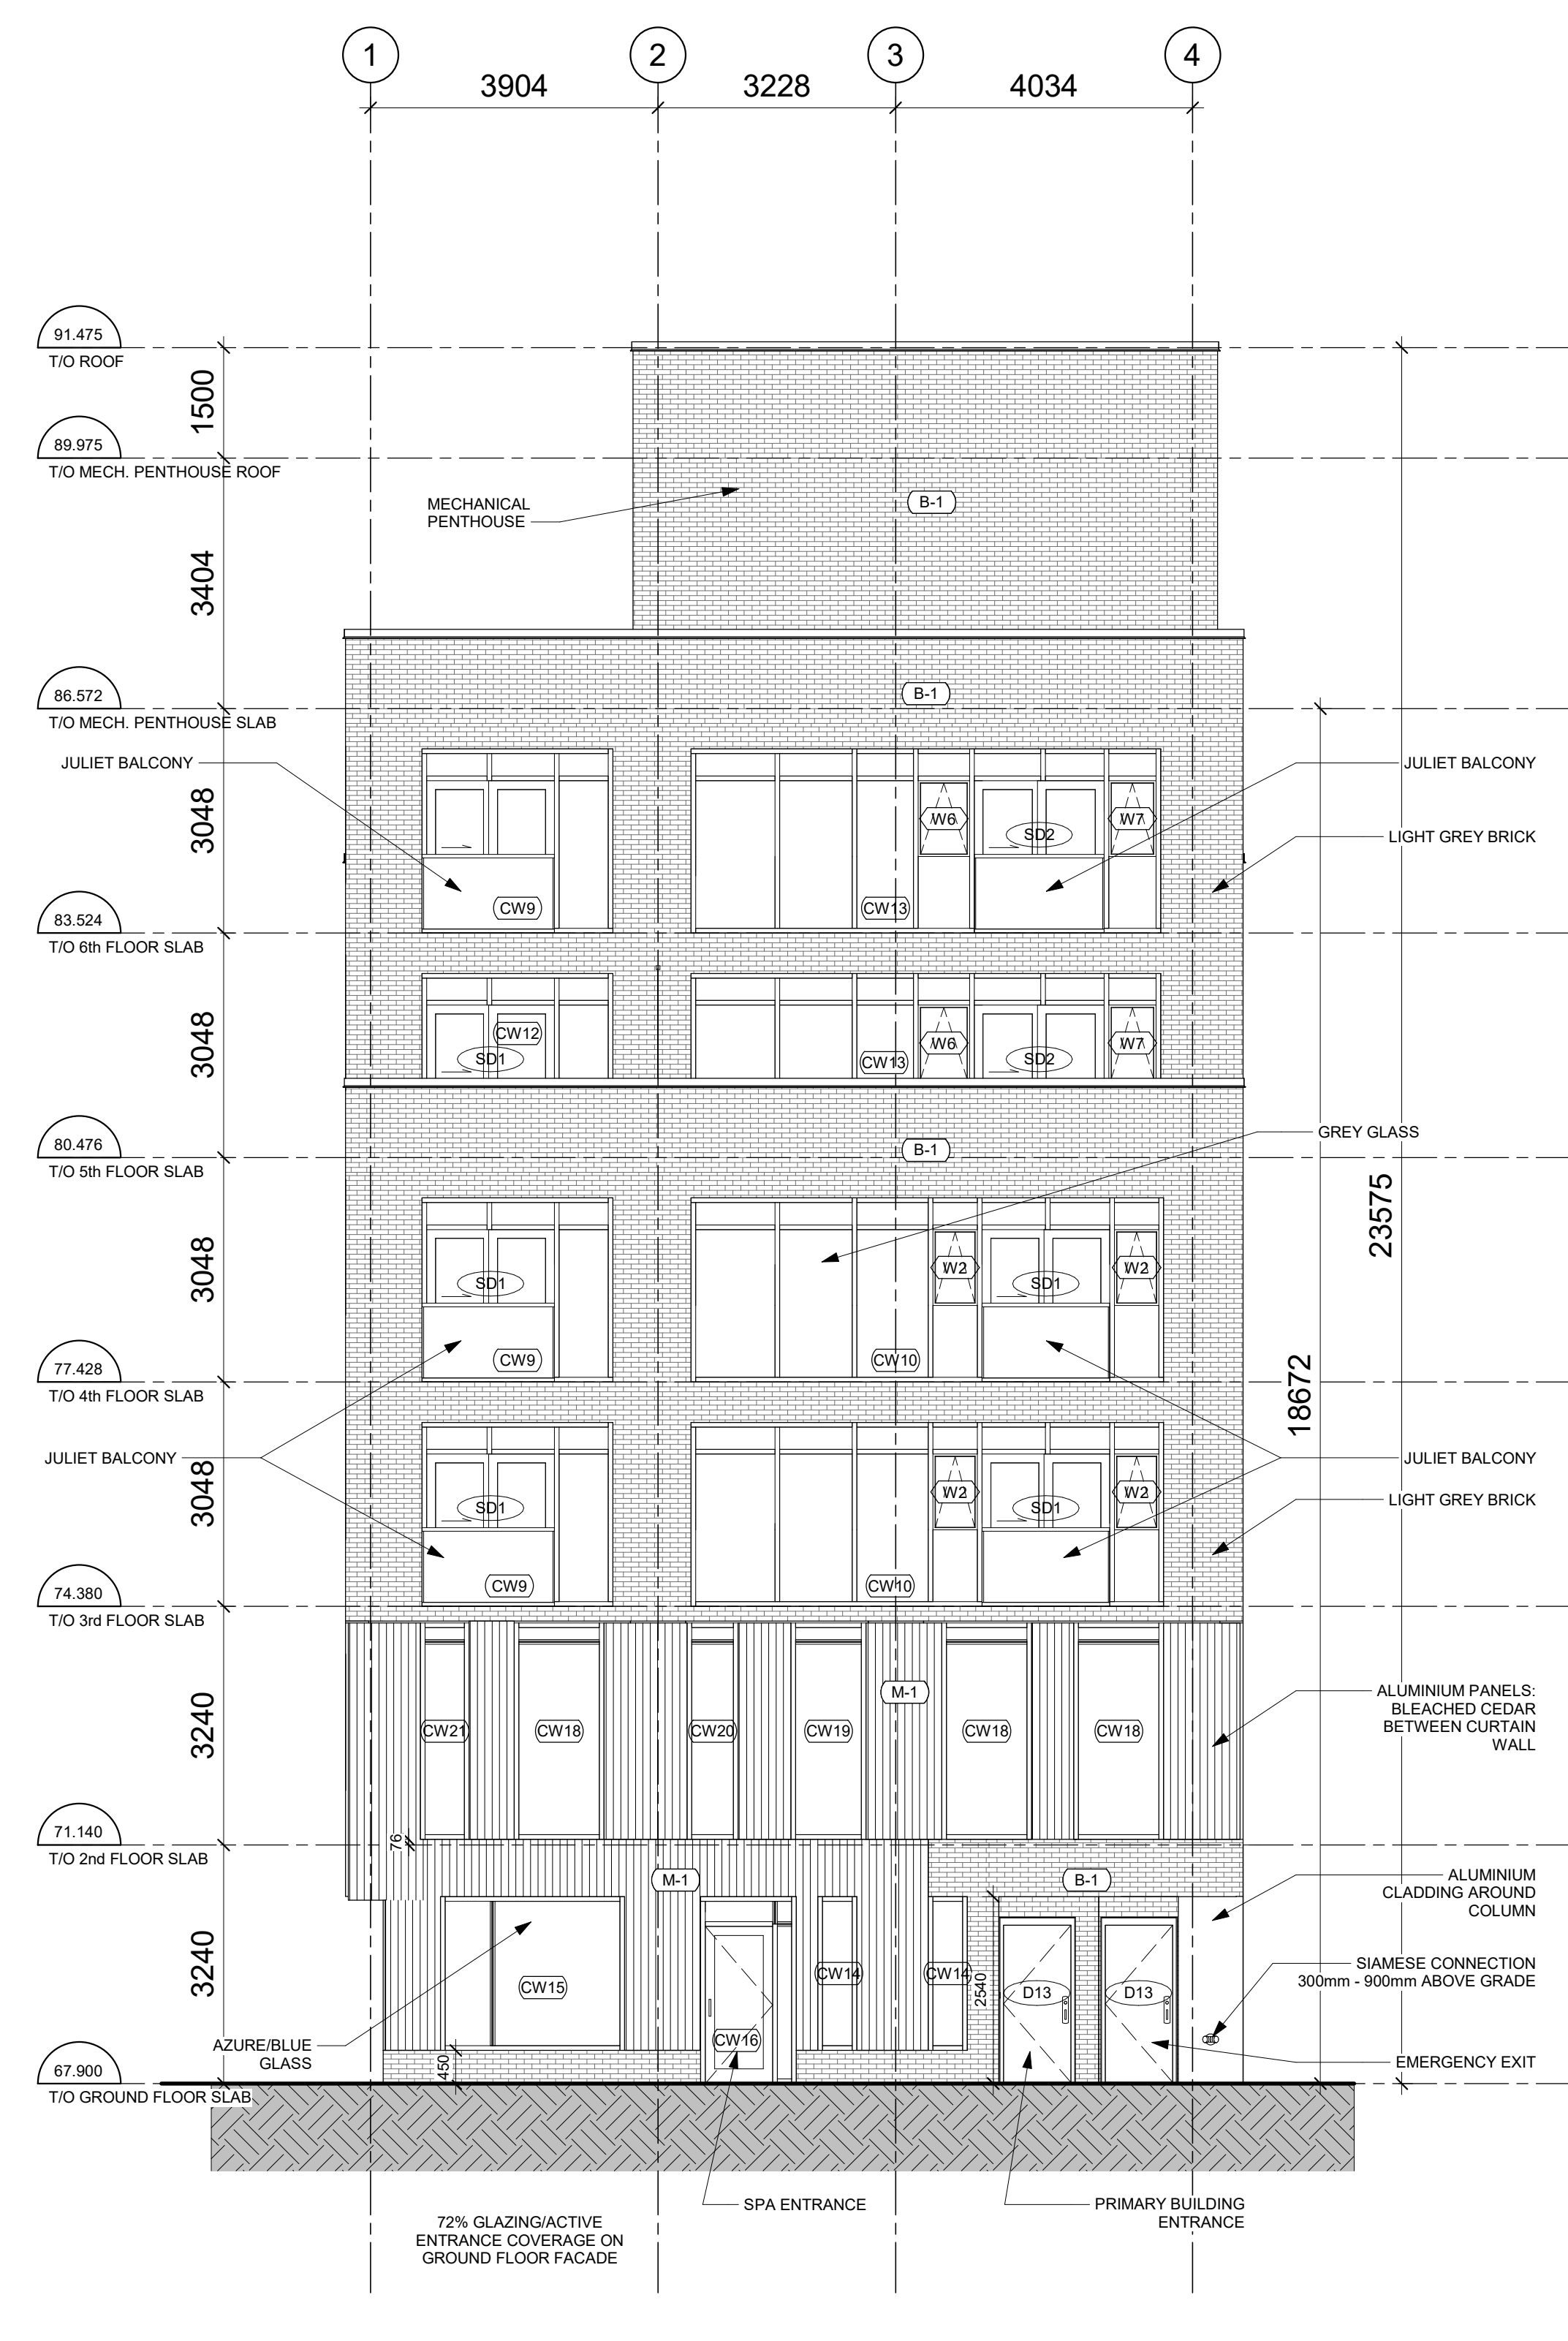 1
2
3
4
3904
3228
4034
91.475
T/O ROOF
1500
89.975
T/O MECH. PENTHOUSE ROOF
MECHANICAL
PENTHOUSE
B-1
3404
86.572
T/O MECH. PENTHOUSE SLAB
B-1
JULIET BALCONY
JULIET BALCONY
3048
W6
SD2
W7
LIGHT GREY BRICK
CW9
CW13
83.524
T/O 6th FLOOR SLAB
3048
CW12
SD1
CW13
W6
SD2
W7
80.476
T/O 5th FLOOR SLAB
B-1
GREY GLASS
23575
3048
SD1
W2
SD1
W2
CW9
CW10
77.428
T/O 4th FLOOR SLAB
18672
JULIET BALCONY
JULIET BALCONY
3048
SD1
W2
SD1
W2
LIGHT GREY BRICK
CW9
CW10
74.380
T/O 3rd FLOOR SLAB
M-1
ALUMINIUM PANELS:
BLEACHED CEDAR
BETWEEN CURTAIN
WALL
3240
CW21
CW18
CW20
CW19
CW18
CW18
71.140
T/O 2nd FLOOR SLAB
76
M-1
B-1
ALUMINIUM
CLADDING AROUND
COLUMN
3240
CW15
CW16
CW14
CW14
2540
D13
D13
SIAMESE CONNECTION
300mm - 900mm ABOVE GRADE
AZURE/BLUE
GLASS
450
EMERGENCY EXIT
67.900
T/O GROUND FLOOR SLAB
SPA ENTRANCE
PRIMARY BUILDING
ENTRANCE
72% GLAZING/ACTIVE
ENTRANCE COVERAGE ON
GROUND FLOOR FACADE